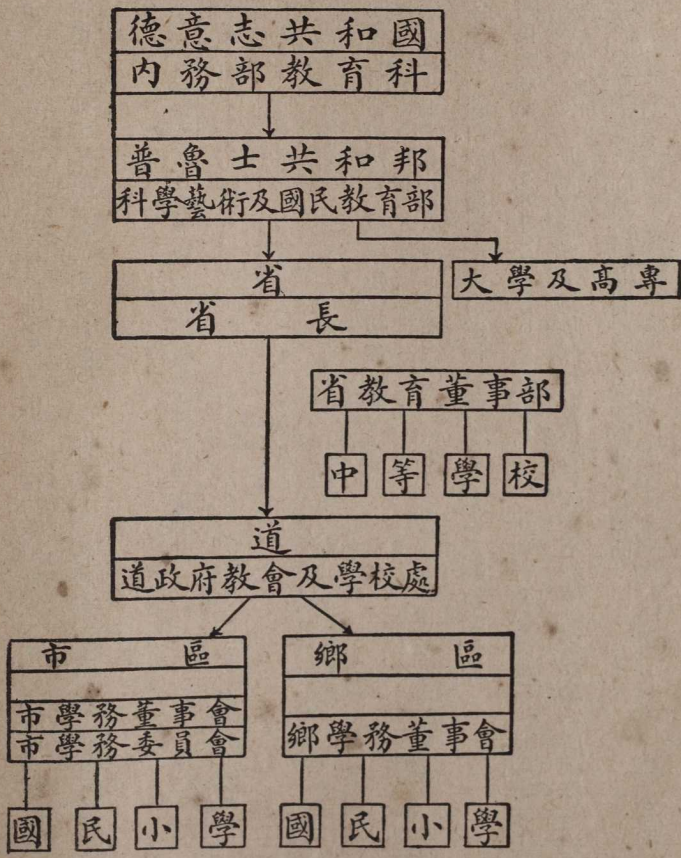 德意志共和國
内務部教育科
普魯士共和邦
科學藝術及國民教育部
省
省長
大學及高專
省教育董事部
中等學校
道
道政府教會及學校處
市區
市學務董事會
市學務委員會
國民小學
鄉區
鄉學務董事會
國民小學